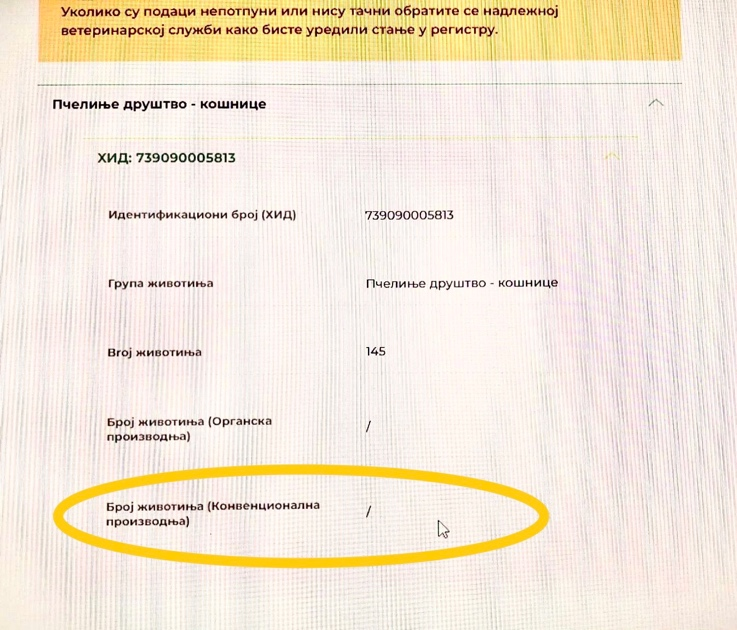 Уколико су подаци непотпуни или нису тачни обратите се надлежној
ветеринарској служби како бисте уредили стање у регистру.
Пчелиње друштво - кошнице
ХИД: 739090005813
Идентификациони број (ХИД) 739090005813
Група животиња Пчелиње друштво - кошнице
Broj животиња 145
Број животиња (Органска
производња) /
Број животиња (Конвенционална
производња) /